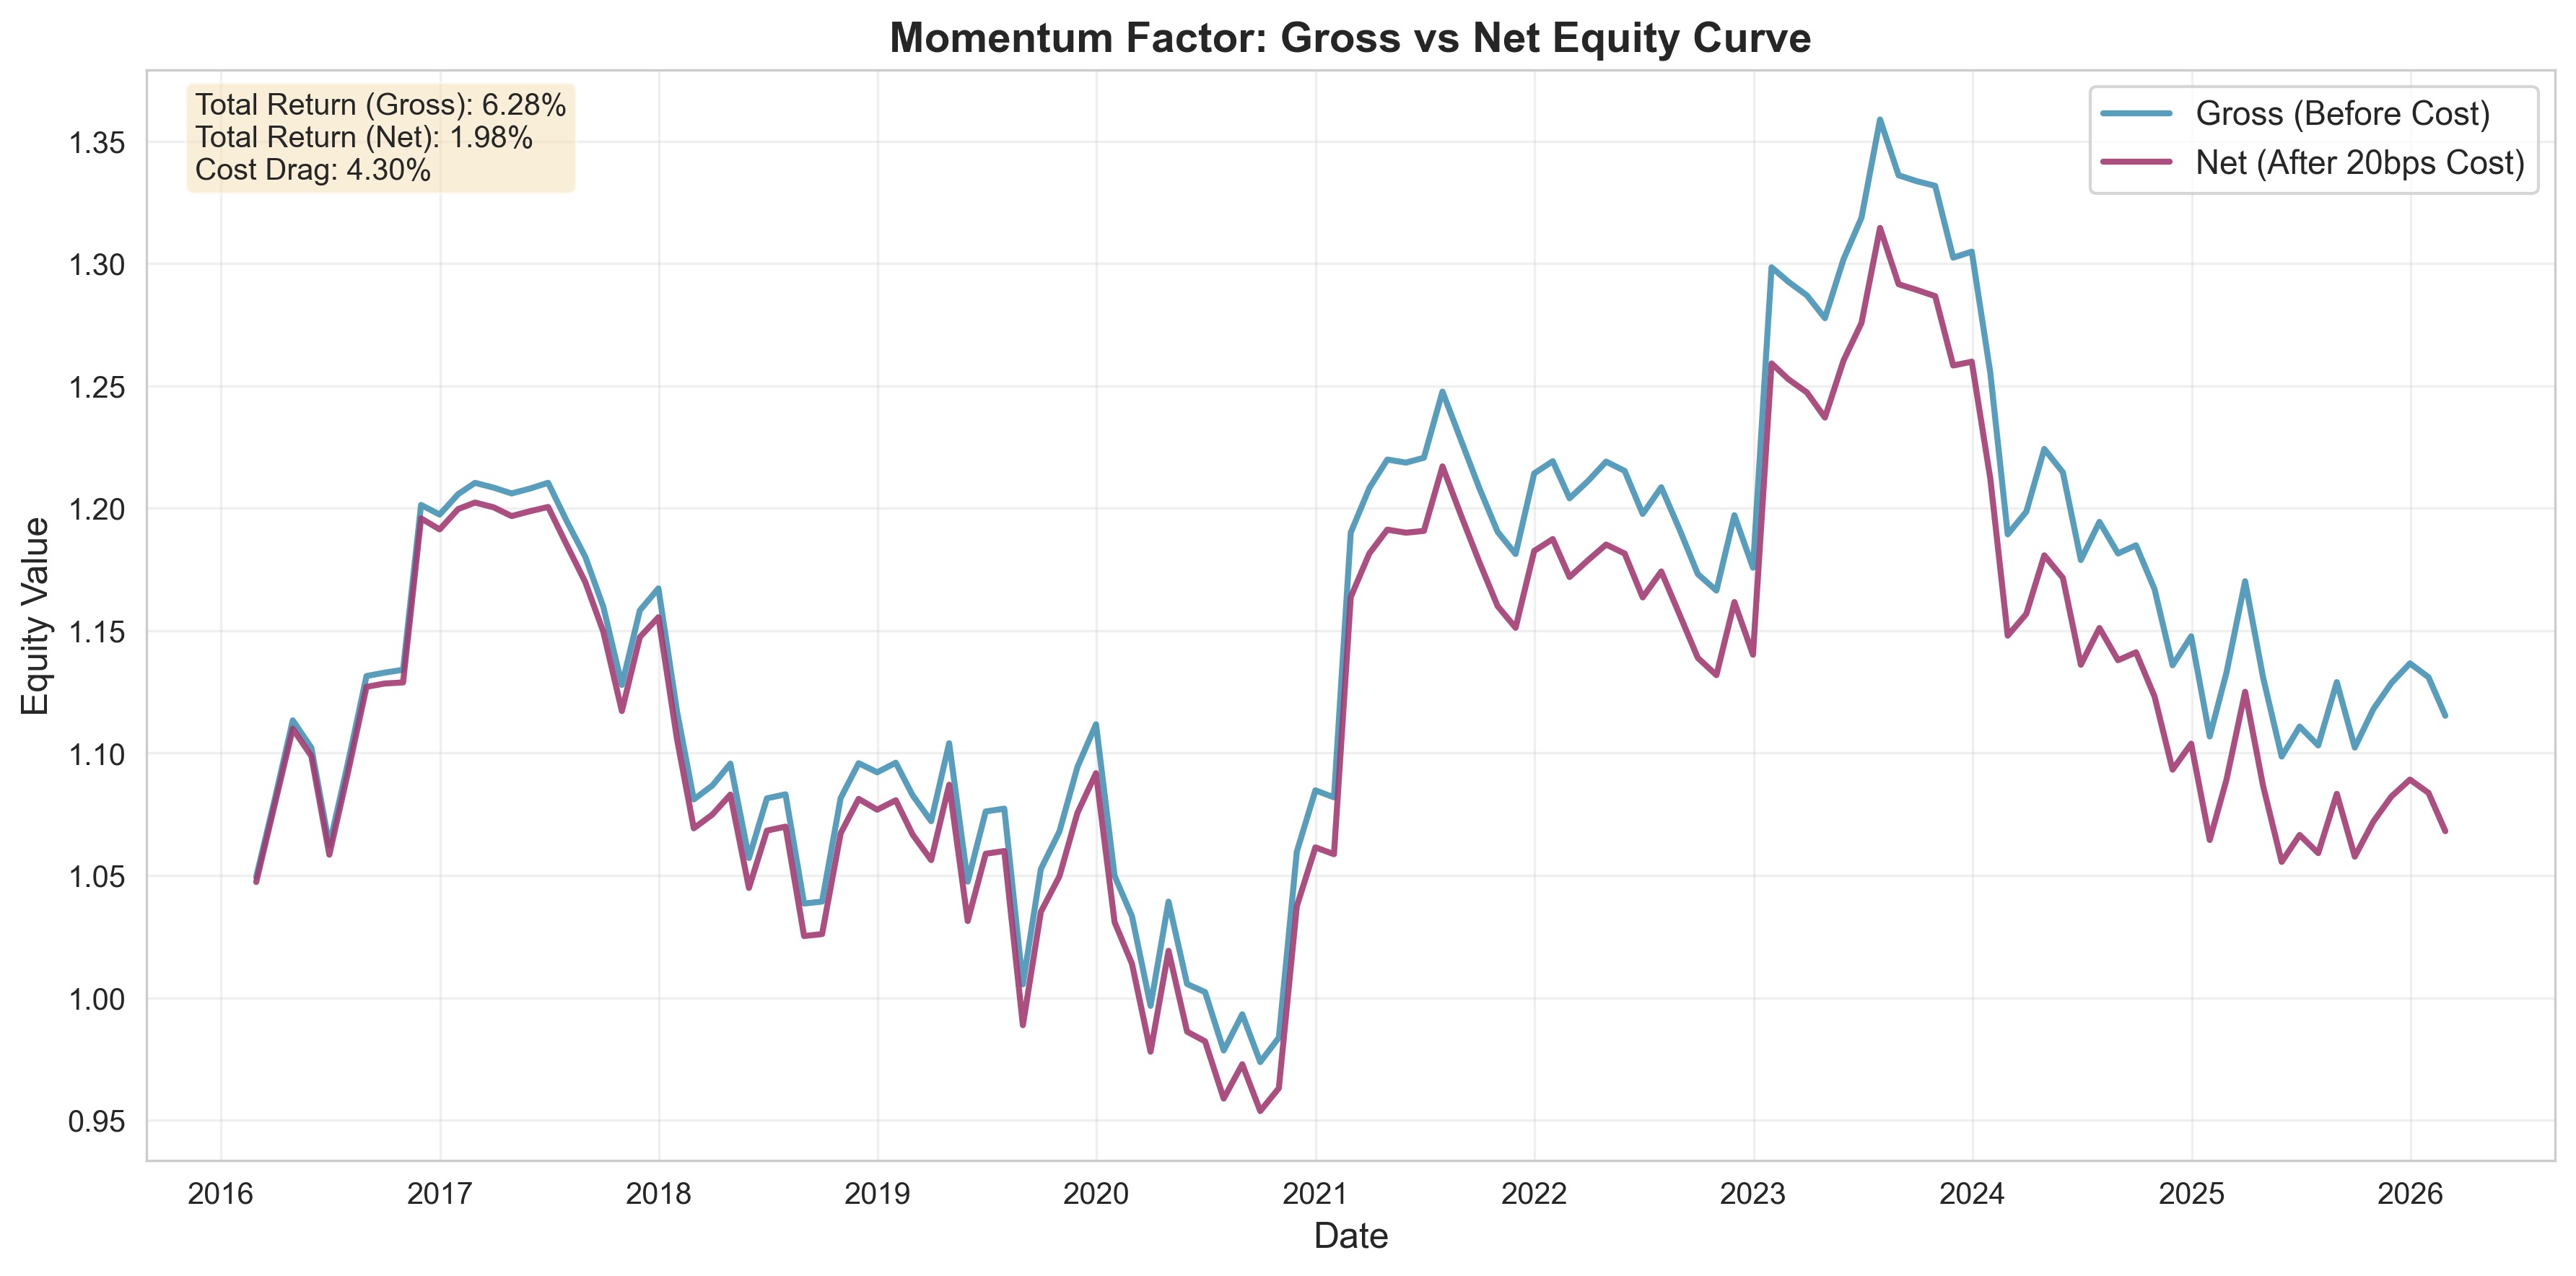 Momentum Factor: Gross vs Net Equity Curve
Total Return (Gross): 6.28%
Total Return (Net): 1.98%
Cost Drag: 4.30%
Gross (Before Cost)
Net (After 20bps Cost)
Equity Value
1.35
1.30
1.25
1.20
1.15
1.10
1.05
1.00
0.95
2016 2017 2018 2019 2020 2021 2022 2023 2024 2025 2026
Date